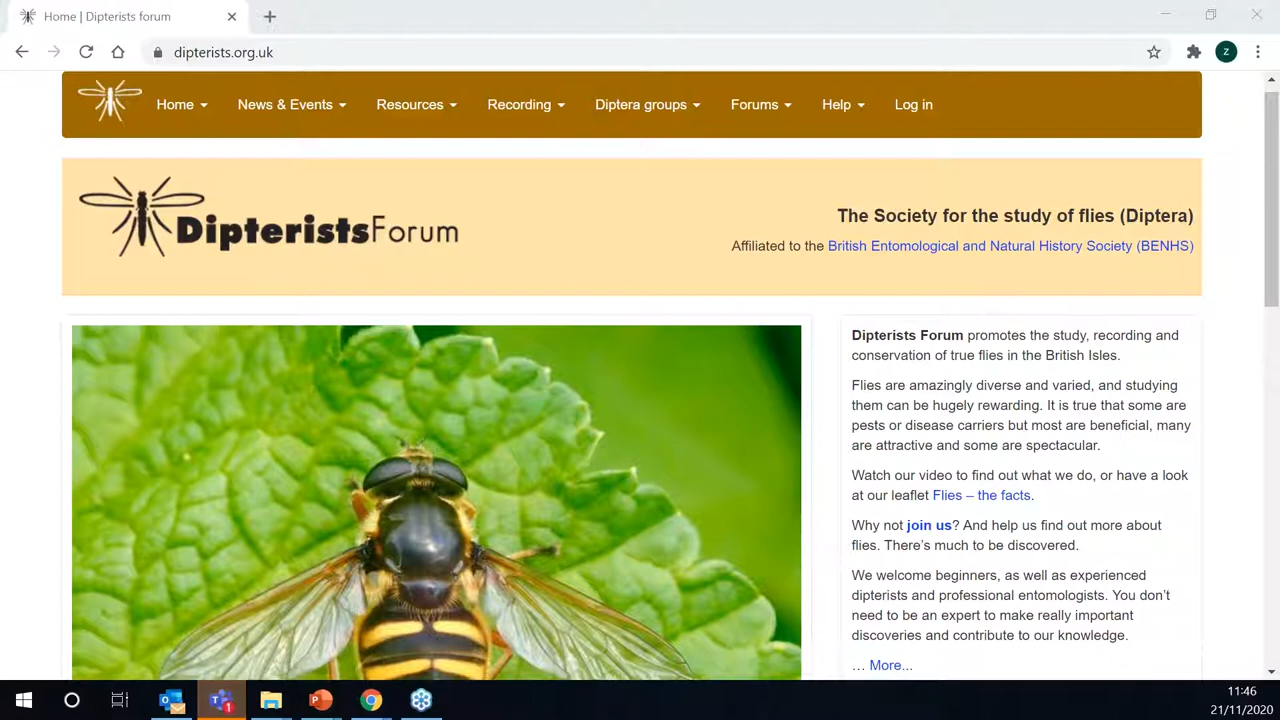 Home | Dipterists forum
dipterists.org.uk
Z
Home News & Events Resources Recording Diptera groups Forums Help Log in
DipteristsForum
The Society for the study of flies (Diptera)
Affiliated to the British Entomological and Natural History Society (BENHS)
Dipterists Forum promotes the study, recording and
conservation of true flies in the British Isles.
Flies are amazingly diverse and varied, and studying
them can be hugely rewarding. It is true that some are
pests or disease carriers but most are beneficial, many
are attractive and some are spectacular.
Watch our video to find out what we do, or have a look
at our leaflet Flies – the facts.
Why not join us? And help us find out more about
flies. There’s much to be discovered.
We welcome beginners, as well as experienced
dipterists and professional entomologists. You don’t
need to be an expert to make really important
discoveries and contribute to our knowledge.
… More...
1
11:46
21/11/2020